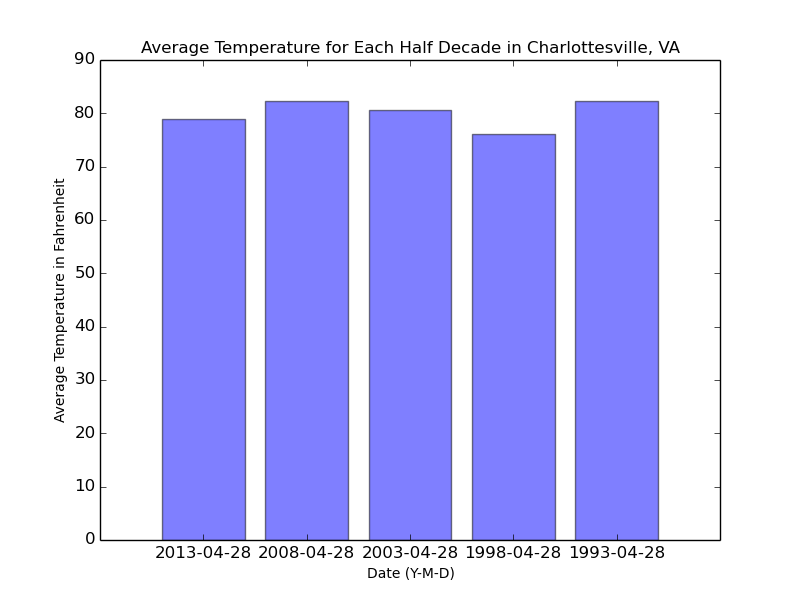 Average Temperature for Each Half Decade in Charlottesville, VA
90
80
70
60
50
40
30
20
10
0
Average Temperature in Fahrenheit
2013-04-28 2008-04-28 2003-04-28 1998-04-28 1993-04-28
Date (Y-M-D)